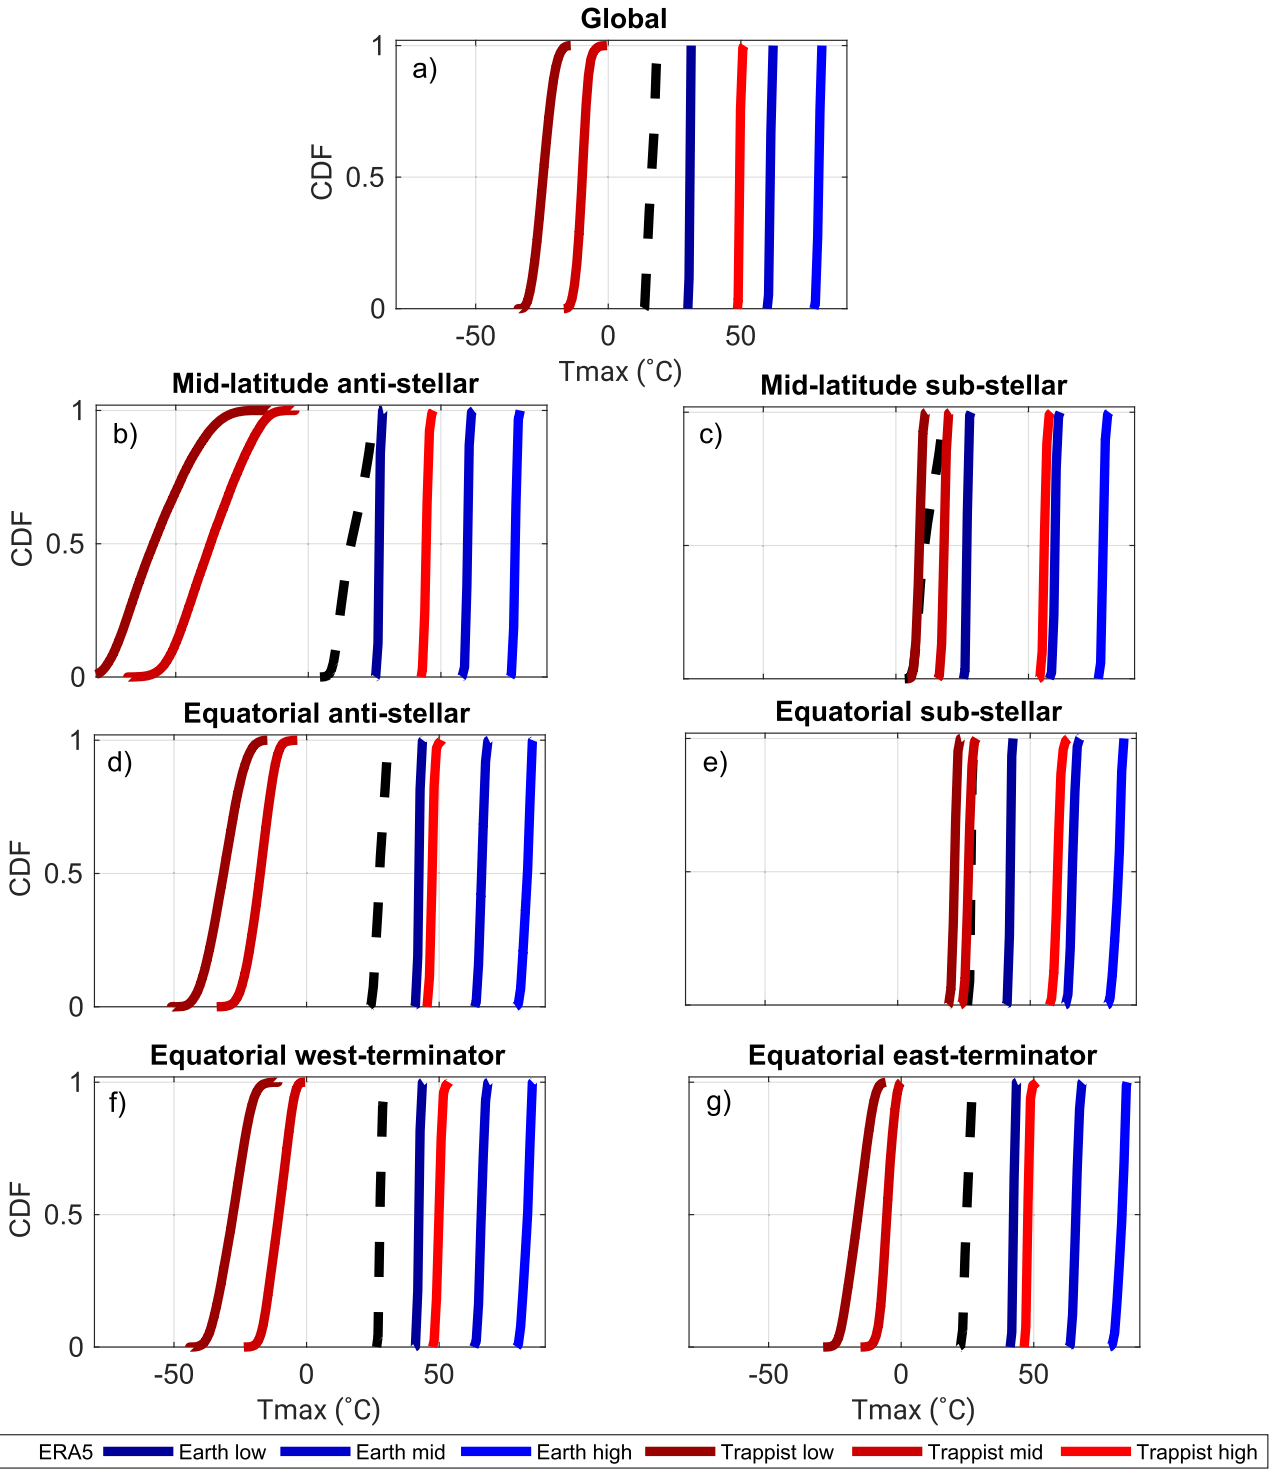 Global
a)
1
CDF
0.5
0
-50 0 50
Tmax (˚C)
Mid-latitude anti-stellar
b)
1
CDF
0.5
0
Mid-latitude sub-stellar
c)
Equatorial anti-stellar
d)
1
CDF
0.5
0
Equatorial sub-stellar
e)
Equatorial west-terminator
f)
1
CDF
0.5
0
-50 0 50
Tmax (˚C)
Equatorial east-terminator
g)
-50 0 50
Tmax (˚C)
ERA5 Earth low Earth mid Earth high Trappist low Trappist mid Trappist high